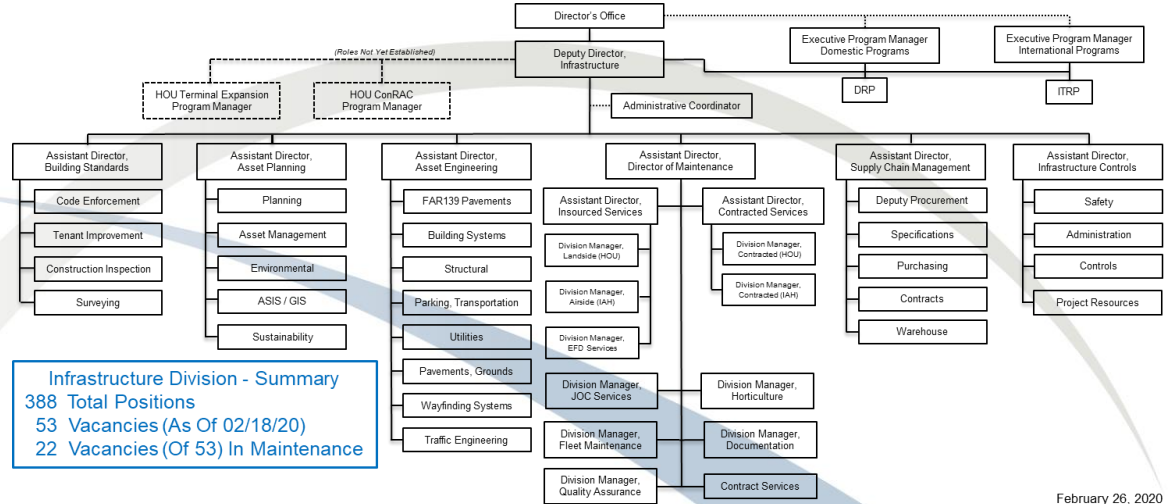 Director's Office
(Roles Not Yet Established)
Deputy Director,
Infrastructure
Executive Program Manager
Domestic Programs
Executive Program Manager
International Programs
HOU Terminal Expansion
Program Manager
HOU ConRAC
Program Manager
DRP
ITRP
Administrative Coordinator
Assistant Director,
Building Standards
Code Enforcement
Tenant Improvement
Construction Inspection
Surveying
Assistant Director,
Asset Planning
Planning
Asset Management
Environmental
ASIS / GIS
Sustainability
Assistant Director,
Asset Engineering
FAR139 Pavements
Building Systems
Structural
Parking, Transportation
Utilities
Pavements, Grounds
Wayfinding Systems
Traffic Engineering
Assistant Director,
Director of Maintenance
Assistant Director,
Insourced Services
Division Manager,
Landside (HOU)
Division Manager,
Airside (IAH)
Division Manager,
EFD Services
Assistant Director,
Contracted Services
Division Manager,
Contracted (HOU)
Division Manager,
Contracted (IAH)
Division Manager,
JOC Services
Division Manager,
Horticulture
Division Manager,
Fleet Maintenance
Division Manager,
Documentation
Division Manager,
Quality Assurance
Contract Services
Assistant Director,
Supply Chain Management
Deputy Procurement
Specifications
Purchasing
Contracts
Warehouse
Assistant Director,
Infrastructure Controls
Safety
Administration
Controls
Project Resources
Infrastructure Division - Summary
388 Total Positions
53 Vacancies (As Of 02/18/20)
22 Vacancies (Of 53) In Maintenance
February 26, 2020